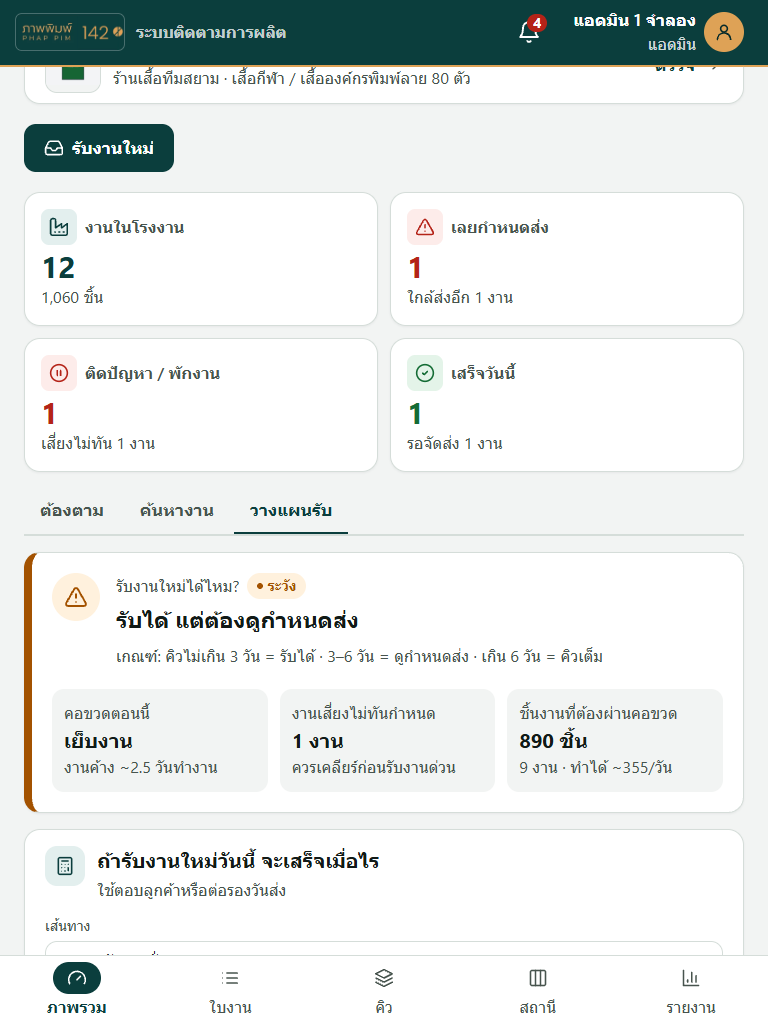 ภาพพิมพ์
PHAP PIM
142
ระบบติดตามการผลิต
4
แอดมิน 1 จำลอง
แอดมิน
ร้านเสื้อทีมสยาม · เสื้อกีฬา / เสื้อองค์กรพิมพ์ลาย 80 ตัว
รับงานใหม่
งานในโรงงาน
12
1,060 ชิ้น
เลยกำหนดส่ง
1
ใกล้ส่งอีก 1 งาน
ติดปัญหา / พักงาน
1
เสี่ยงไม่ทัน 1 งาน
เสร็จวันนี้
1
รอจัดส่ง 1 งาน
ต้องตาม
ค้นหางาน
วางแผนรับ
รับงานใหม่ได้ไหม?
ระวัง
รับได้ แต่ต้องดูกำหนดส่ง
เกณฑ์: คิวไม่เกิน 3 วัน = รับได้ · 3–6 วัน = ดูกำหนดส่ง · เกิน 6 วัน = คิวเต็ม
คอขวดตอนนี้
เย็บงาน
งานค้าง ~2.5 วันทำงาน
งานเสี่ยงไม่ทันกำหนด
1 งาน
ควรเคลียร์ก่อนรับงานด่วน
ชิ้นงานที่ต้องผ่านคอขวด
890 ชิ้น
9 งาน · ทำได้ ~355/วัน
ถ้ารับงานใหม่วันนี้ จะเสร็จเมื่อไร
ใช้ตอบลูกค้าหรือต่อรองวันส่ง
เส้นทาง
ภาพรวม
ใบงาน
คิว
สถานี
รายงาน